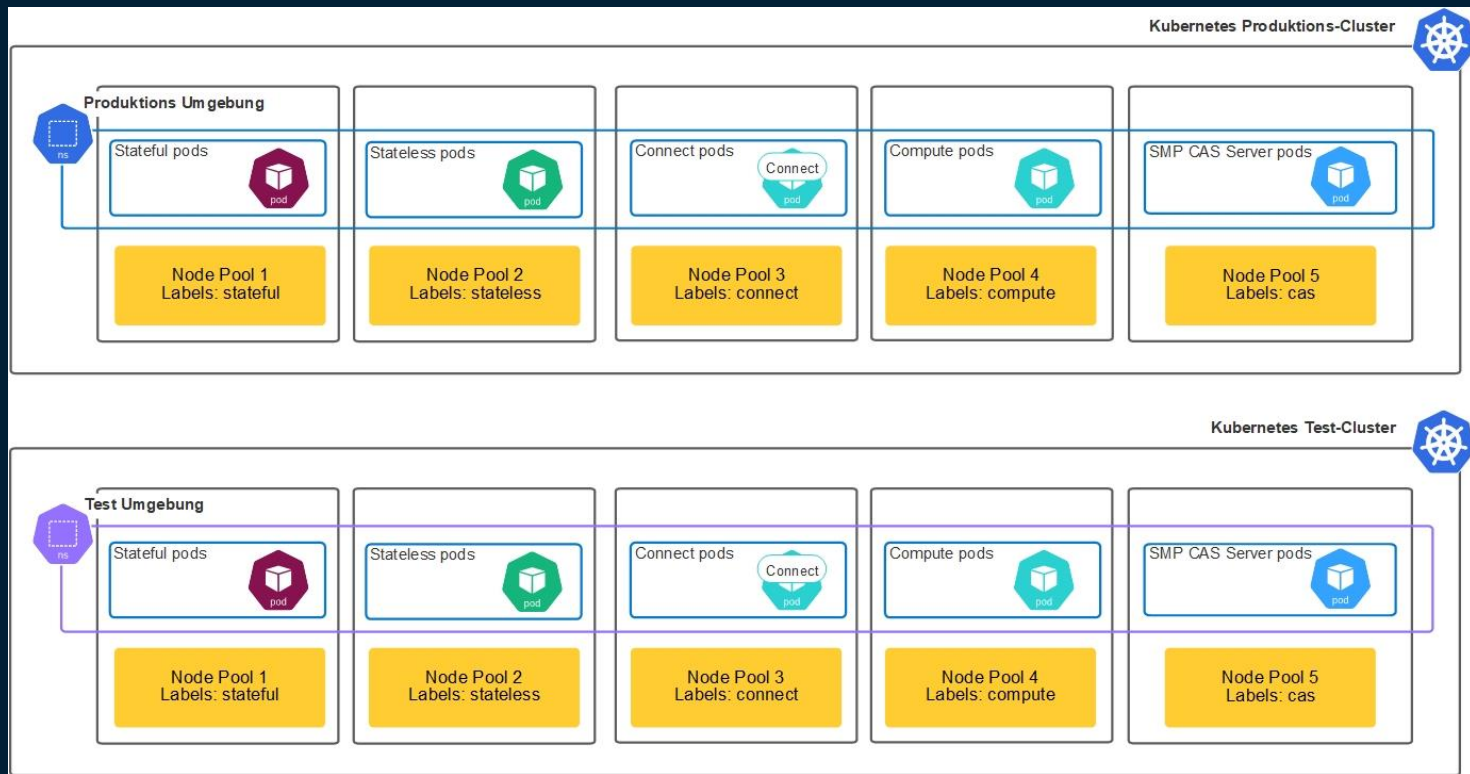 Kubernetes Produktions-Cluster
Produktions Umgebung
ns
Stateful pods
pod
Stateless pods
pod
Connect pods
Connect
pod
Compute pods
pod
SMP CAS Server pods
pod
Node Pool 1
Labels: stateful
Node Pool 2
Labels: stateless
Node Pool 3
Labels: connect
Node Pool 4
Labels: compute
Node Pool 5
Labels: cas
Kubernetes Test-Cluster
Test Umgebung
ns
Stateful pods
pod
Stateless pods
pod
Connect pods
Connect
pod
Compute pods
pod
SMP CAS Server pods
pod
Node Pool 1
Labels: stateful
Node Pool 2
Labels: stateless
Node Pool 3
Labels: connect
Node Pool 4
Labels: compute
Node Pool 5
Labels: cas